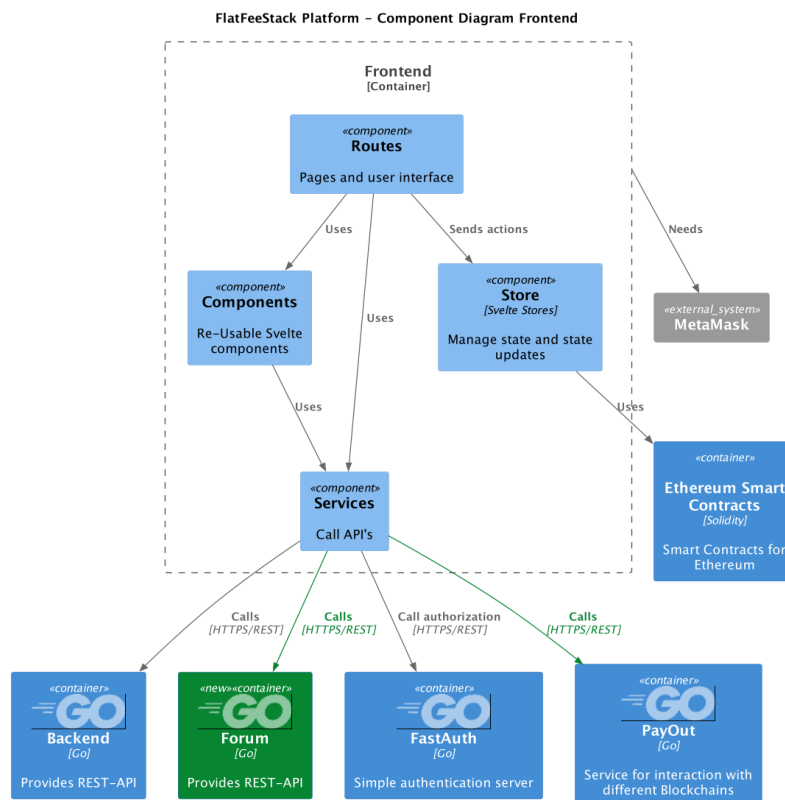 FlatFeeStack Platform – Component Diagram Frontend
Frontend
[Container]
«component»
Routes
Pages and user interface
Uses
Sends actions
Needs
«component»
Components
Re-Usable Svelte
components
Uses
«component»
Store
[Svelte Stores]
Manage state and state
updates
«external_system»
MetaMask
Uses
Uses
«component»
Services
Call API's
«container»
Ethereum Smart
Contracts
[Solidity]
Smart Contracts for
Ethereum
Calls
[HTTPS/REST]
Calls
[HTTPS/REST]
Call authorization
[HTTPS/REST]
Calls
[HTTPS/REST]
«container»
GO
Backend
[Go]
Provides REST-API
«new»«container»
GO
Forum
[Go]
Provides REST-API
«container»
GO
FastAuth
[Go]
Simple authentication server
«container»
GO
PayOut
[Go]
Service for interaction with
different Blockchains